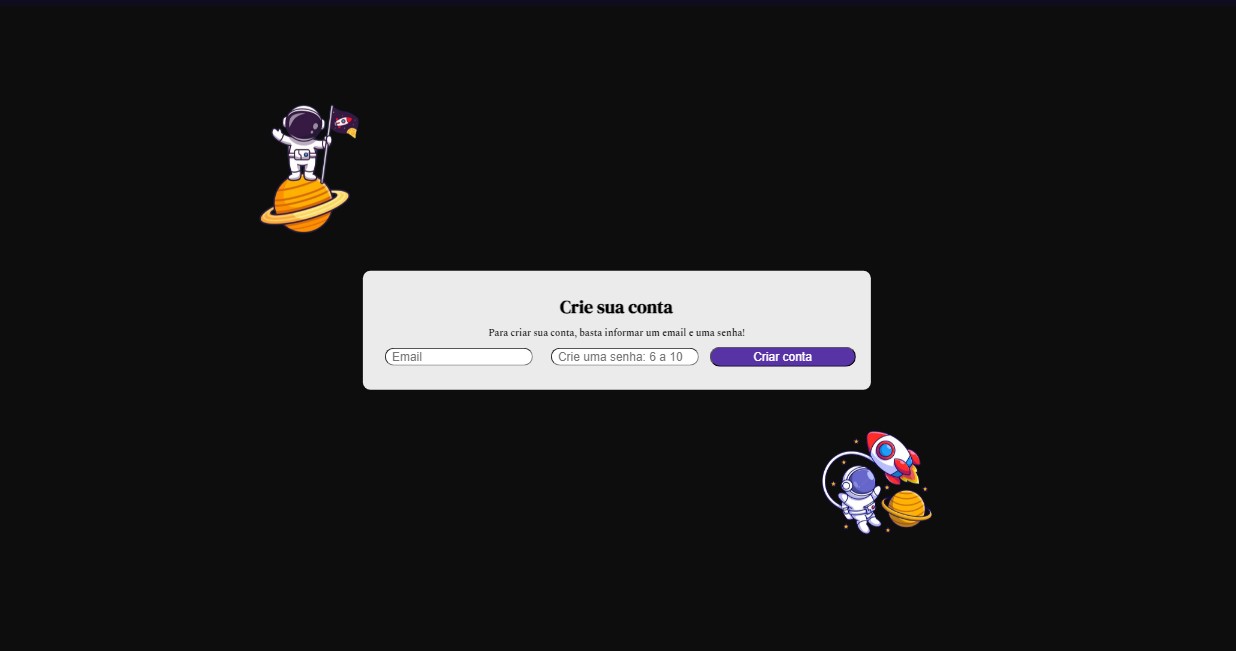 Crie sua conta
Para criar sua conta, basta informar um email e uma senha!
Email
Crie uma senha: 6 a 10
Criar conta